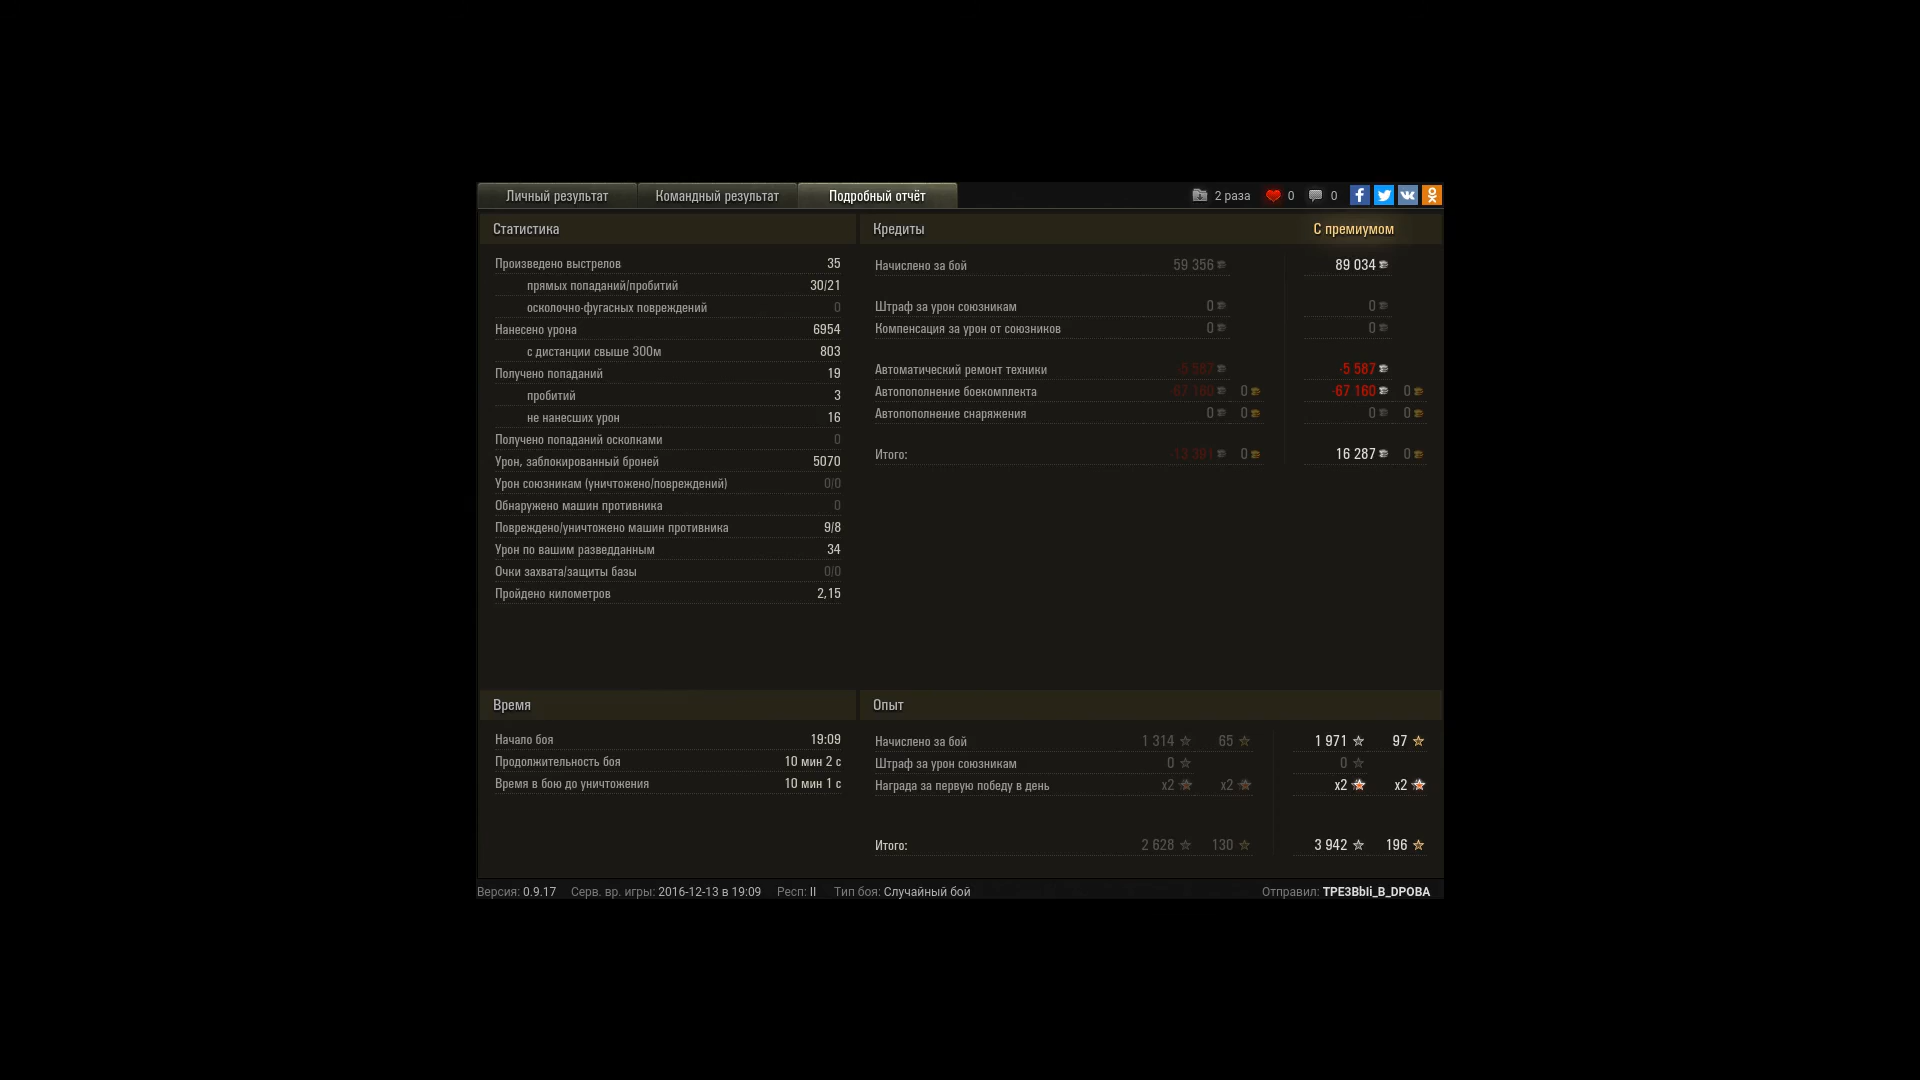 Личный результат Командный результат Подробный отчёт 2 раза 0 0
Статистика
Произведено выстрелов 35
прямых попаданий/пробитий 30/21
осколочно-фугасных повреждений 0
Нанесено урона 6954
с дистанции свыше 300м 803
Получено попаданий 19
пробитий 3
не нанесших урон 16
Получено попаданий осколками 0
Урон, заблокированный броней 5070
Урон союзникам (уничтожено/повреждений) 0/0
Обнаружено машин противника 0
Повреждено/уничтожено машин противника 9/8
Урон по вашим разведданным 34
Очки захвата/защиты базы 0/0
Пройдено километров 2,15
Кредиты С премиумом
Начислено за бой 59 356 89 034
Штраф за урон союзникам 0 0
Компенсация за урон от союзников 0 0
Автоматический ремонт техники -5 587 -5 587
Автопополнение боекомплекта -67 160 0 -67 160 0
Автопополнение снаряжения 0 0 0 0
Итого: -13 391 0 16 287 0
Время
Начало боя 19:09
Продолжительность боя 10 мин 2 с
Время в бою до уничтожения 10 мин 1 с
Опыт
Начислено за бой 1 314 65 1 971 97
Штраф за урон союзникам 0 0
Награда за первую победу в день x2 x2 x2 x2
Итого: 2 628 130 3 942 196
Версия: 0.9.17 Серв. вр. игры: 2016-12-13 в 19:09 Респ: II Тип боя: Случайный бой Отправил: TPE3BbIi_B_DPOBA